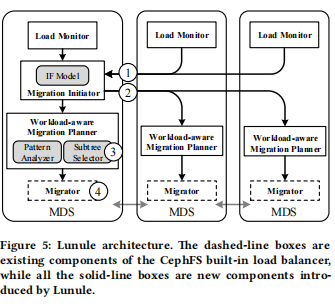 Load Monitor
Load Monitor
Load Monitor
IF Model
1
Migration Initiator
2
Workload-aware
Migration Planner
Pattern
Analyzer
Subtree
Selector
3
Workload-aware
Migration Planner
Workload-aware
Migration Planner
Migrator
4
Migrator
Migrator
MDS
MDS
MDS
Figure 5: Lunule architecture. The dashed-line boxes are
existing components of the CephFS built-in load balancer,
while all the solid-line boxes are new components intro-
duced by Lunule.